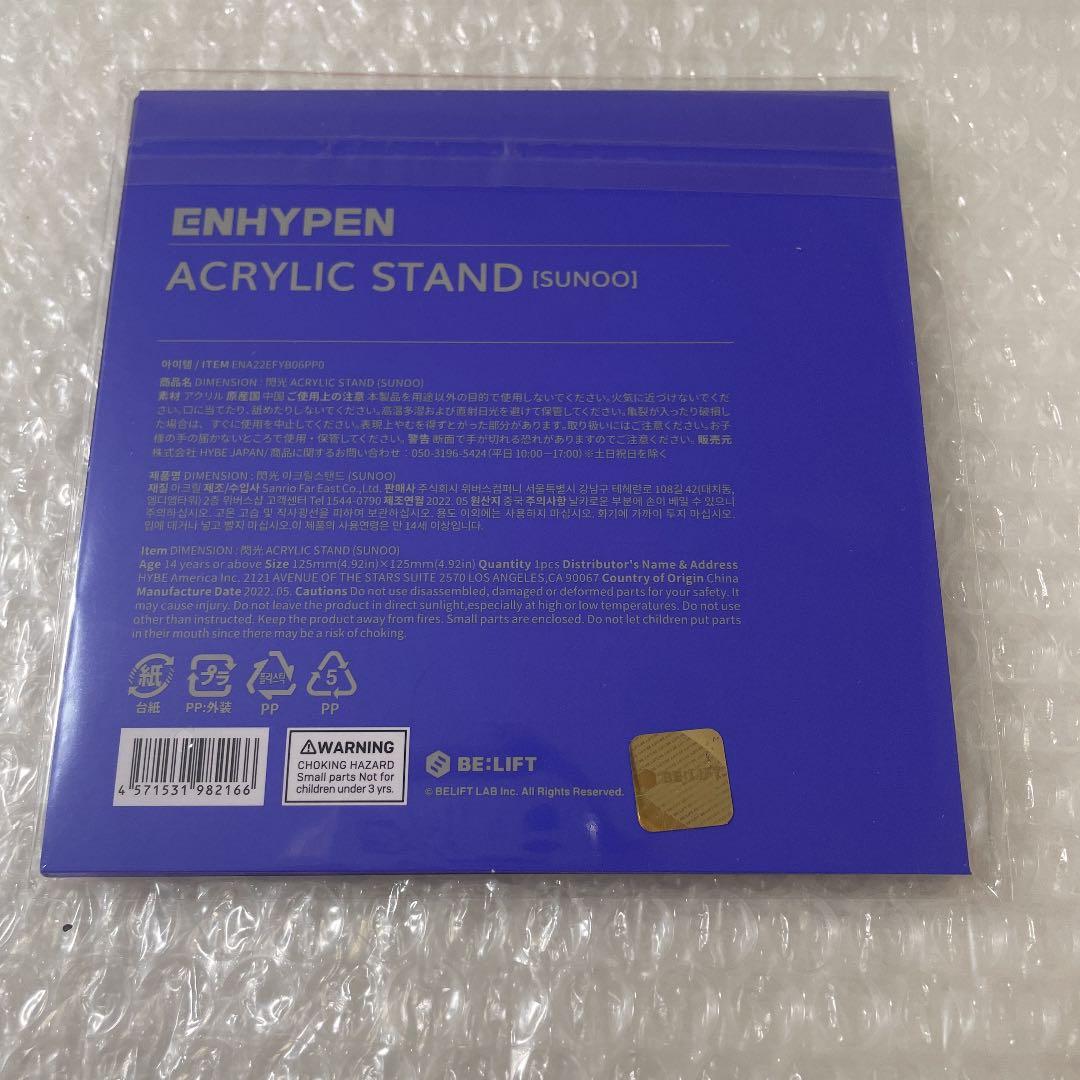 ENHYPEN
ACRYLIC STAND [SUNOO]
아이템 / ITEM ENA22EFYB06PP0
商品名 DIMENSION : 閃光 ACRYLIC STAND (SUNOO)
素材 アクリル 原産国 中国 ご使用上の注意 本製品を用途以外の目的で使用しないでください。火気に近づけないでくだ
さい。口に当てたり、舐めたりしないでください。高温多湿および直射日光を避けて保管してください。亀裂が入ったり破損し
た場合は、すぐに使用を中止してください。表現上やむを得ずとがった部分があります。取り扱いにはご注意ください。お子
様の手の届かないところで使用・保管してください。警告 断面で手が切れる恐れがありますのでご注意ください。販売元
株式会社 HYBE JAPAN/ 商品に関するお問い合わせ : 050-3196-5424 (平日 10:00−17:00) ※土日祝日を除く
제품명 DIMENSION : 閃光 아크릴스탠드 (SUNOO)
재질 아크릴 제조/수입사 Sanrio Far East Co.,Ltd. 판매사 주식회사 위버스컴퍼니 서울특별시 강남구 테헤란로 108길 42(대치동,
엠디엠타워) 2층 위버스샵 고객센터 Tel 1544-0790 제조연월 2022. 05 원산지 중국 주의사항 날카로운 부분에 손이 베일 수 있으니
주의하십시오. 고온 고습 및 직사광선을 피하여 보관하십시오. 용도 이외에는 사용하지 마십시오. 화기에 가까이 두지 마십시오.
입에 대거나 넣고 빨지 마십시오.이 제품의 사용연령은 만 14세 이상입니다.
Item DIMENSION : 閃光 ACRYLIC STAND (SUNOO)
Age 14 years or above Size 125mm(4.92in)×125mm(4.92in) Quantity 1pcs Distributor's Name & Address
HYBE America Inc. 2121 AVENUE OF THE STARS SUITE 2570 LOS ANGELES,CA 90067 Country of Origin China
Manufacture Date 2022. 05. Cautions Do not use disassembled, damaged or deformed parts for your safety. It
may cause injury. Do not leave the product in direct sunlight,especially at high or low temperatures. Do not use
other than instructed. Keep the product away from fires. Small parts are enclosed. Do not let children put parts
in their mouth since there may be a risk of choking.
紙 プラ 플라스틱 5
台紙 PP:外装 PP PP
4 571531 982166
⚠WARNING
CHOKING HAZARD
Small parts Not for
children under 3 yrs.
BE:LIFT
© BELIFT LAB Inc. All Rights Reserved.
BE:LIFT